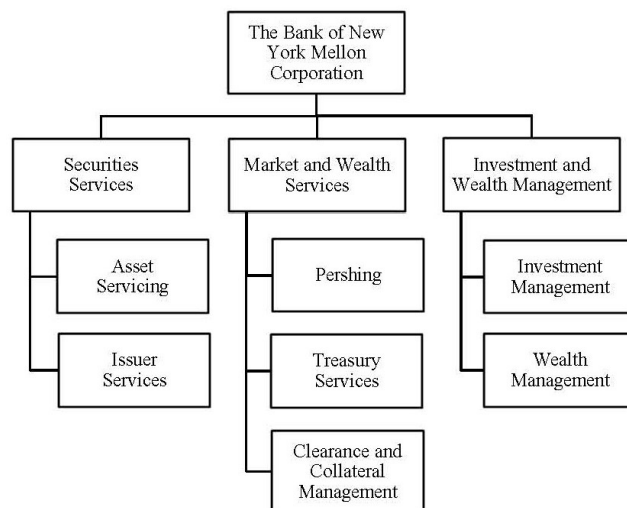 The Bank of New
York Mellon
Corporation
Securities
Services
Market and Wealth
Services
Investment and
Wealth Management
Asset
Servicing
Pershing
Investment
Management
Issuer
Services
Treasury
Services
Wealth
Management
Clearance and
Collateral
Management